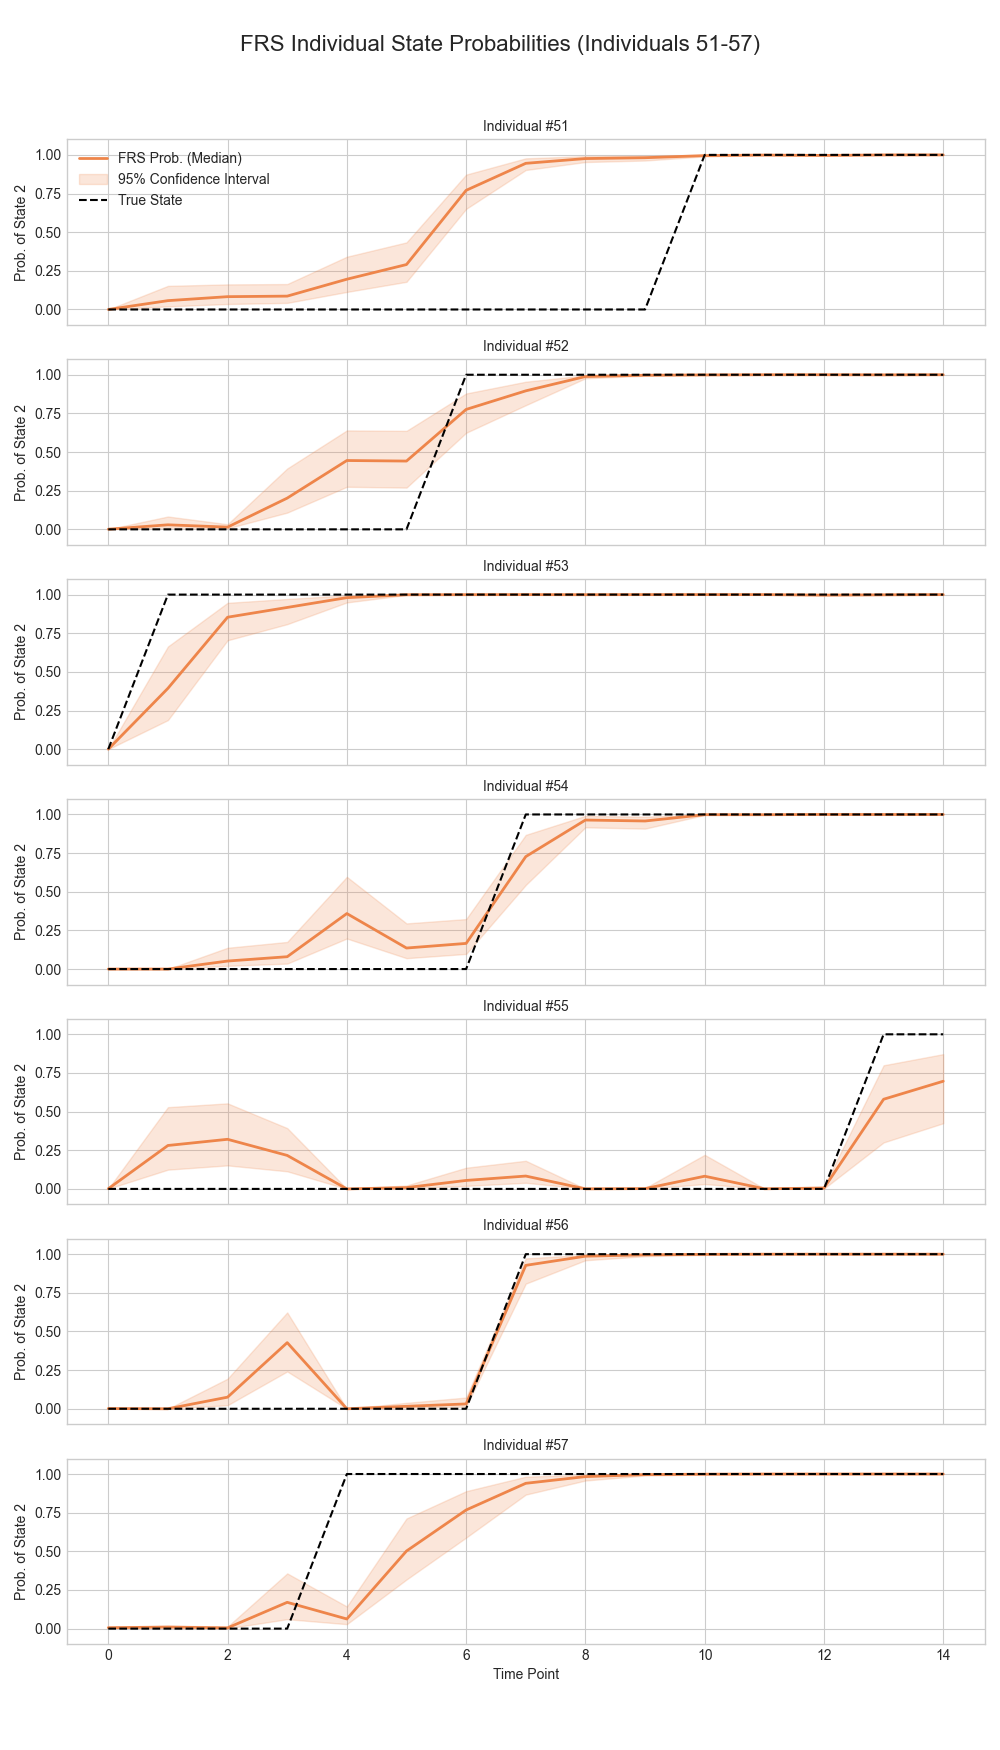 FRS Individual State Probabilities (Individuals 51-57)
Individual #51
FRS Prob. (Median)
95% Confidence Interval
True State
1.00
0.75
0.50
0.25
0.00
Prob. of State 2
Individual #52
1.00
0.75
0.50
0.25
0.00
Prob. of State 2
Individual #53
1.00
0.75
0.50
0.25
0.00
Prob. of State 2
Individual #54
1.00
0.75
0.50
0.25
0.00
Prob. of State 2
Individual #55
1.00
0.75
0.50
0.25
0.00
Prob. of State 2
Individual #56
1.00
0.75
0.50
0.25
0.00
Prob. of State 2
Individual #57
1.00
0.75
0.50
0.25
0.00
Prob. of State 2
0 2 4 6 8 10 12 14
Time Point